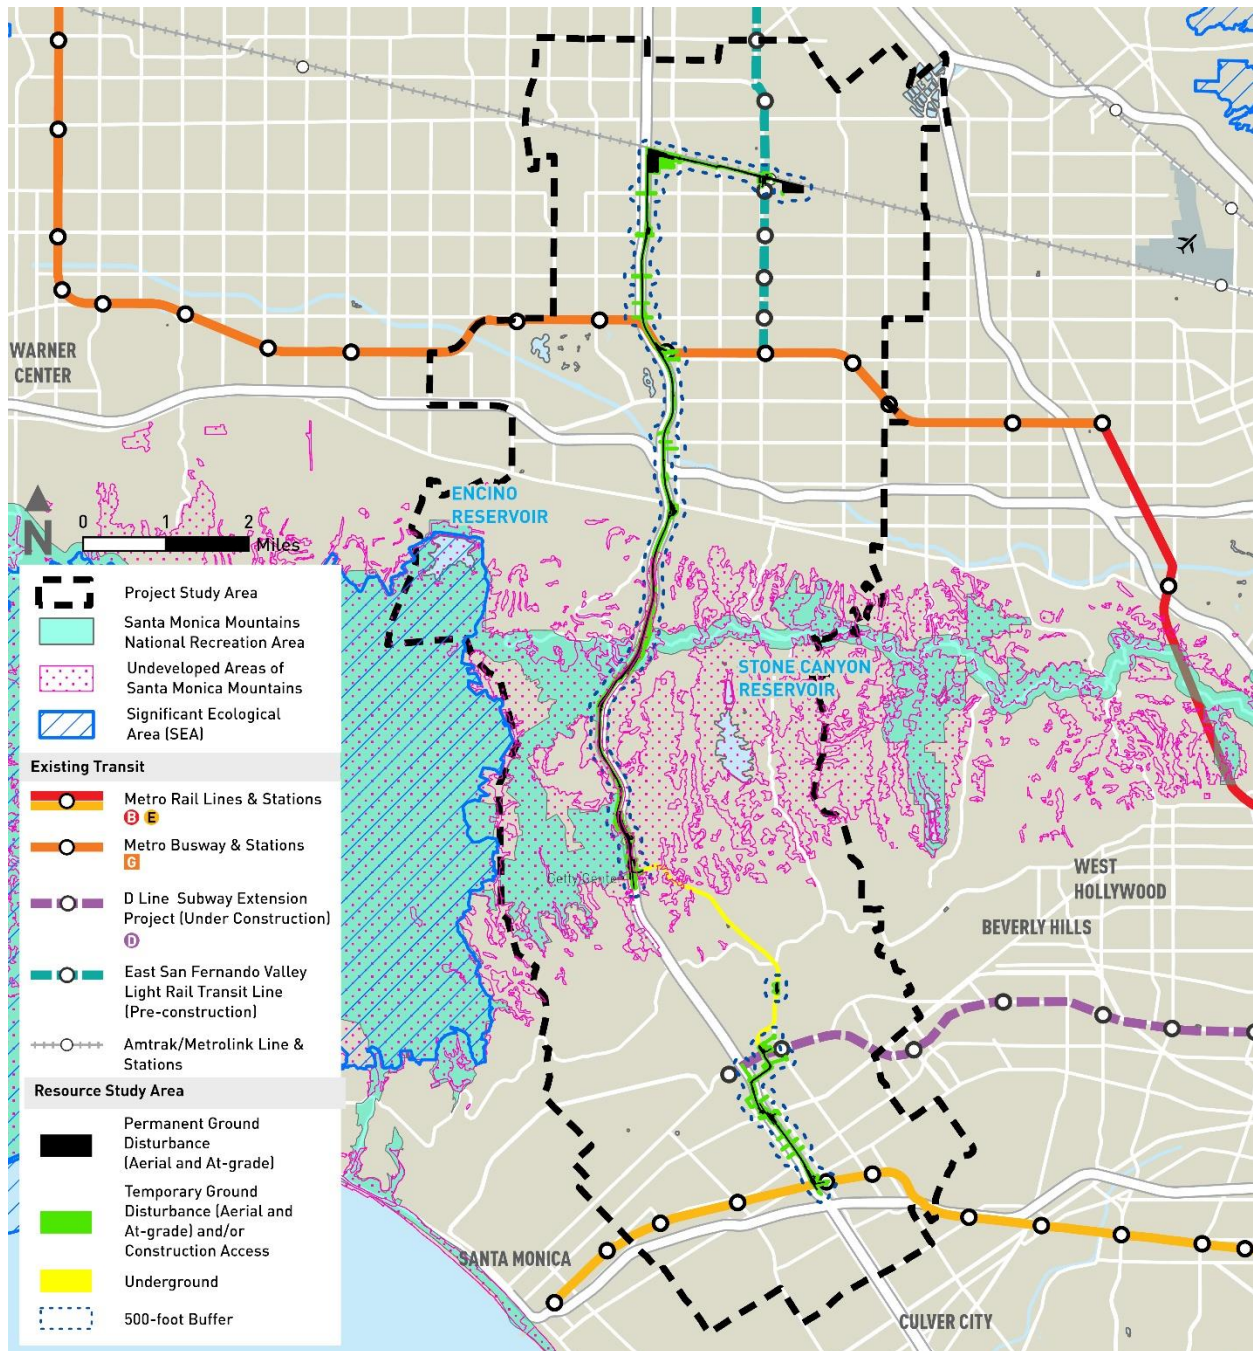 WARNER
CENTER
ENCINO
RESERVOIR
N
0 1 2
Miles
STONE CANYON
RESERVOIR
Getty Center
WEST
HOLLYWOOD
BEVERLY HILLS
SANTA MONICA
CULVER CITY
Project Study Area
Santa Monica Mountains
National Recreation Area
Undeveloped Areas of
Santa Monica Mountains
Significant Ecological
Area (SEA)
Existing Transit
Metro Rail Lines & Stations
B E
Metro Busway & Stations
G
D Line Subway Extension
Project (Under Construction)
D
East San Fernando Valley
Light Rail Transit Line
(Pre-construction)
Amtrak/Metrolink Line &
Stations
Resource Study Area
Permanent Ground
Disturbance
(Aerial and At-grade)
Temporary Ground
Disturbance (Aerial and
At-grade) and/or
Construction Access
Underground
500-foot Buffer